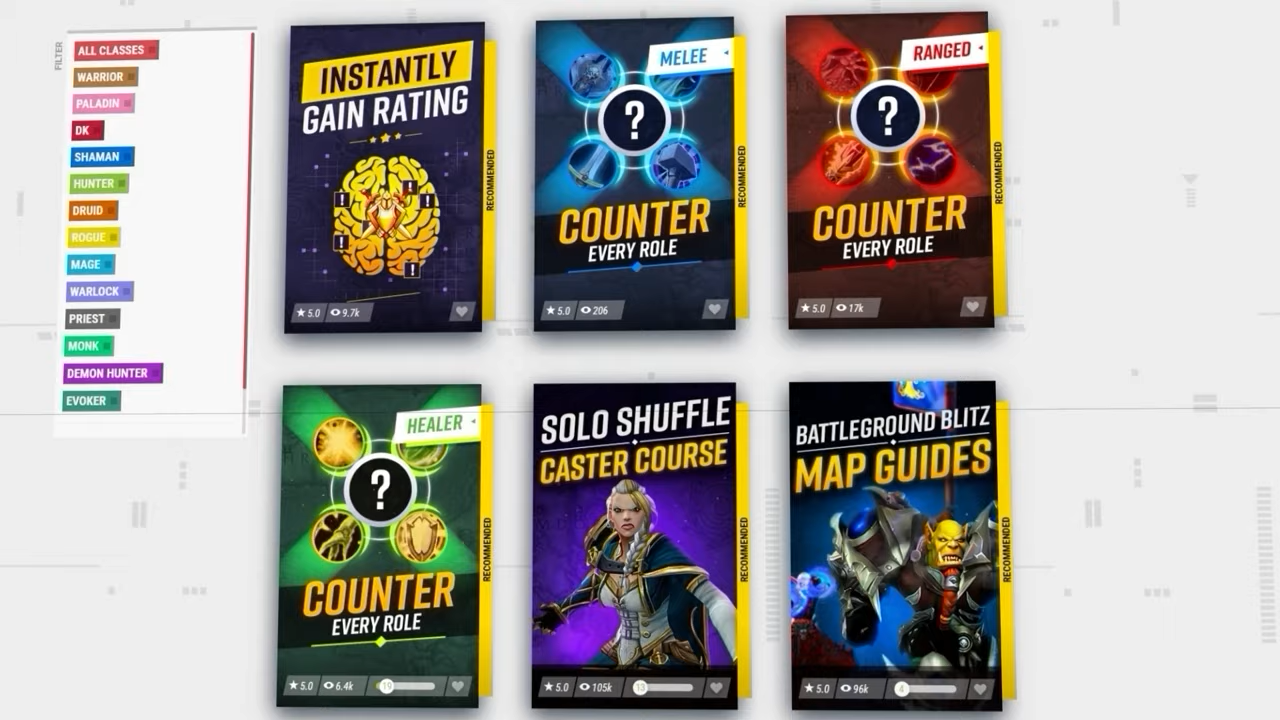 FILTER
ALL CLASSES
WARRIOR
PALADIN
DK
SHAMAN
HUNTER
DRUID
ROGUE
MAGE
WARLOCK
PRIEST
MONK
DEMON HUNTER
EVOKER
INSTANTLY
GAIN RATING
!
!
!
!
5.0 9.7k
RECOMMENDED
MELEE
?
COUNTER
EVERY ROLE
5.0 206
RECOMMENDED
RANGED
?
COUNTER
EVERY ROLE
5.0 17k
RECOMMENDED
HEALER
?
COUNTER
EVERY ROLE
5.0 6.4k 19
RECOMMENDED
SOLO SHUFFLE
CASTER COURSE
5.0 105k 13
RECOMMENDED
BATTLEGROUND BLITZ
MAP GUIDES
5.0 96k 4
RECOMMENDED